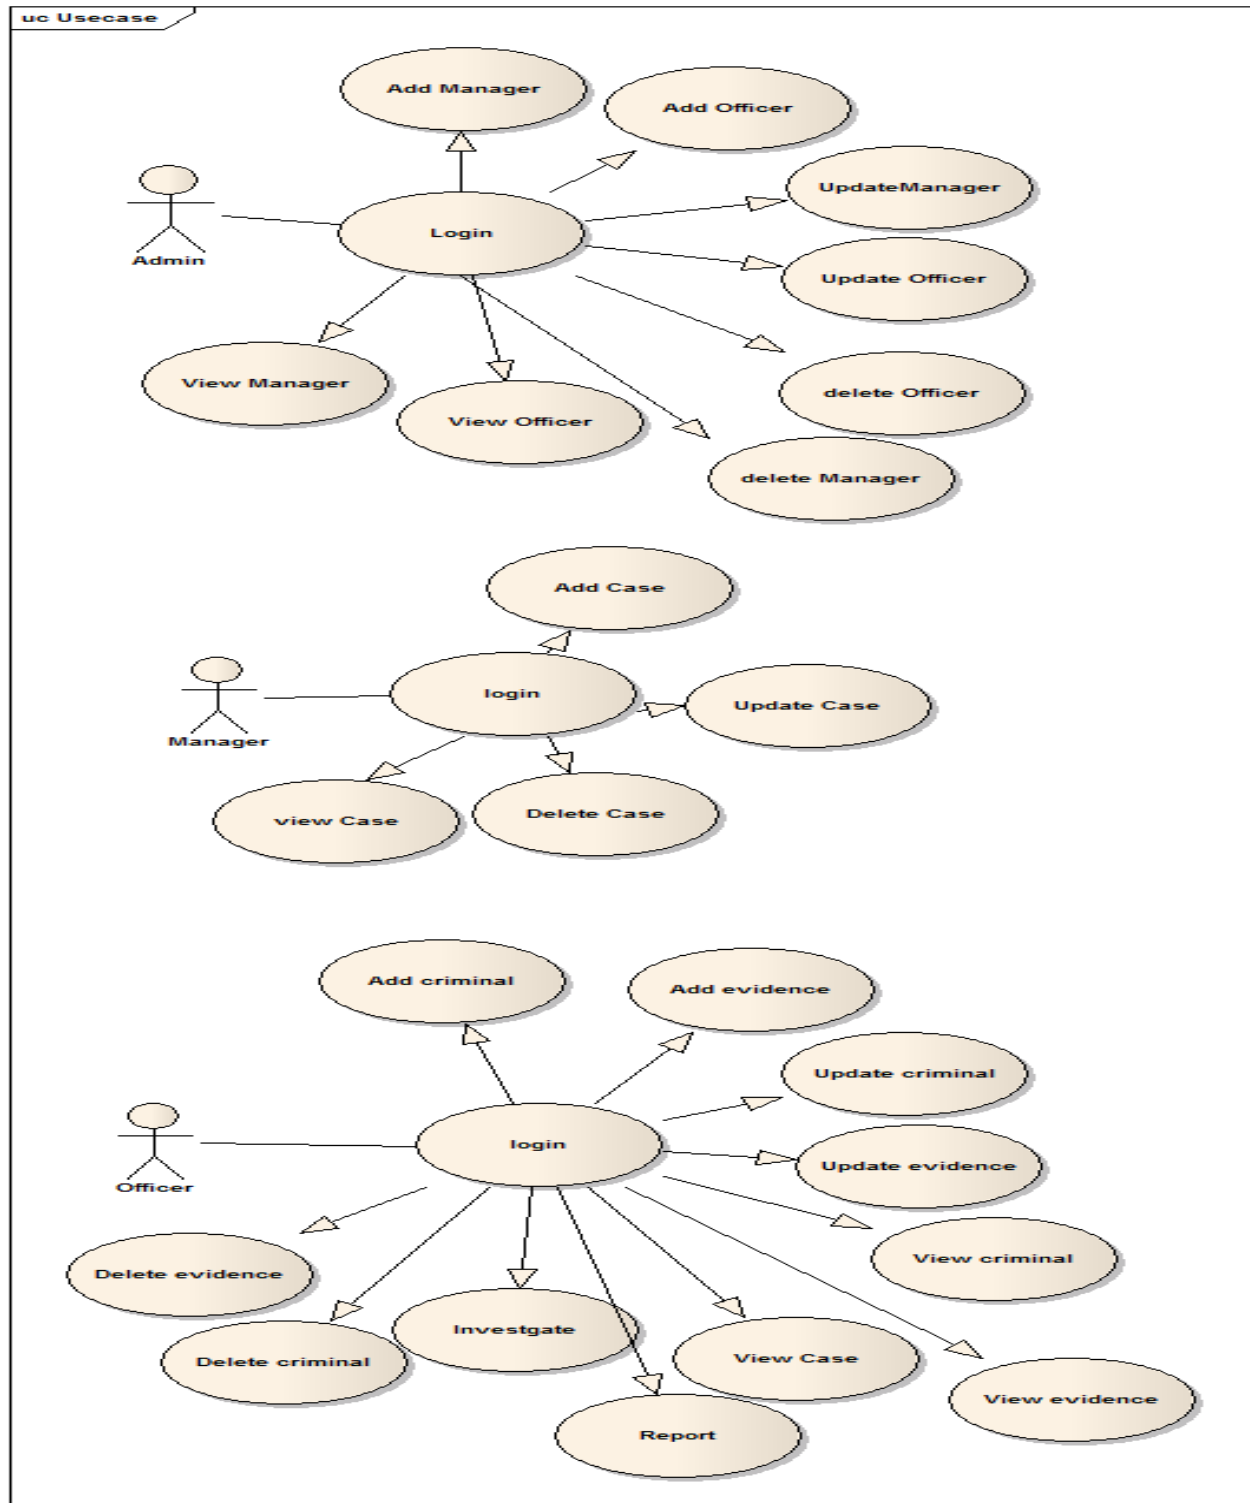 uc Usecase
Add Manager
Add Officer
UpdateManager
Login
Admin
Update Officer
View Manager
delete Officer
View Officer
delete Manager
Add Case
login
Update Case
Manager
view Case
Delete Case
Add criminal
Add evidence
Update criminal
login
Update evidence
Officer
View criminal
Delete evidence
Investgate
View Case
Delete criminal
View evidence
Report